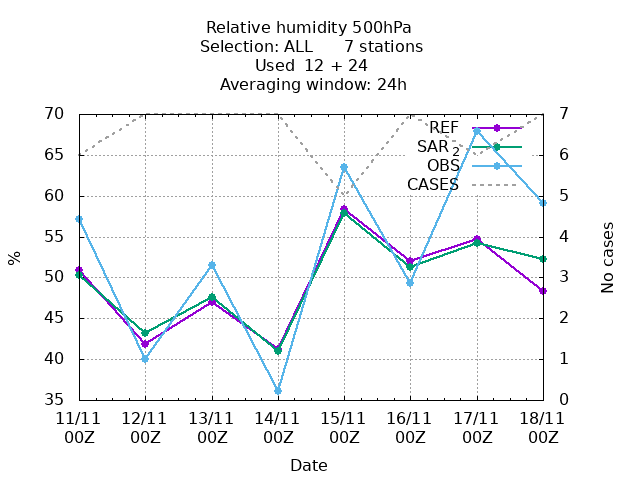 Relative humidity 500hPa
Selection: ALL      7 stations
Used  12 + 24
Averaging window: 24h
70 7
REF
65 SAR 2 6
OBS
60 CASES 5
55 4
% No cases
50 3
45 2
40 1
35 0
11/11 12/11 13/11 14/11 15/11 16/11 17/11 18/11
00Z 00Z 00Z 00Z 00Z 00Z 00Z 00Z
Date